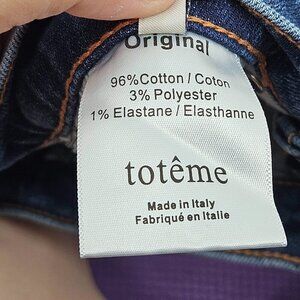 Original
96%Cotton / Coton
3% Polyester
1% Elastane / Elasthanne
totême
Made in Italy
Fabriqué en Italie